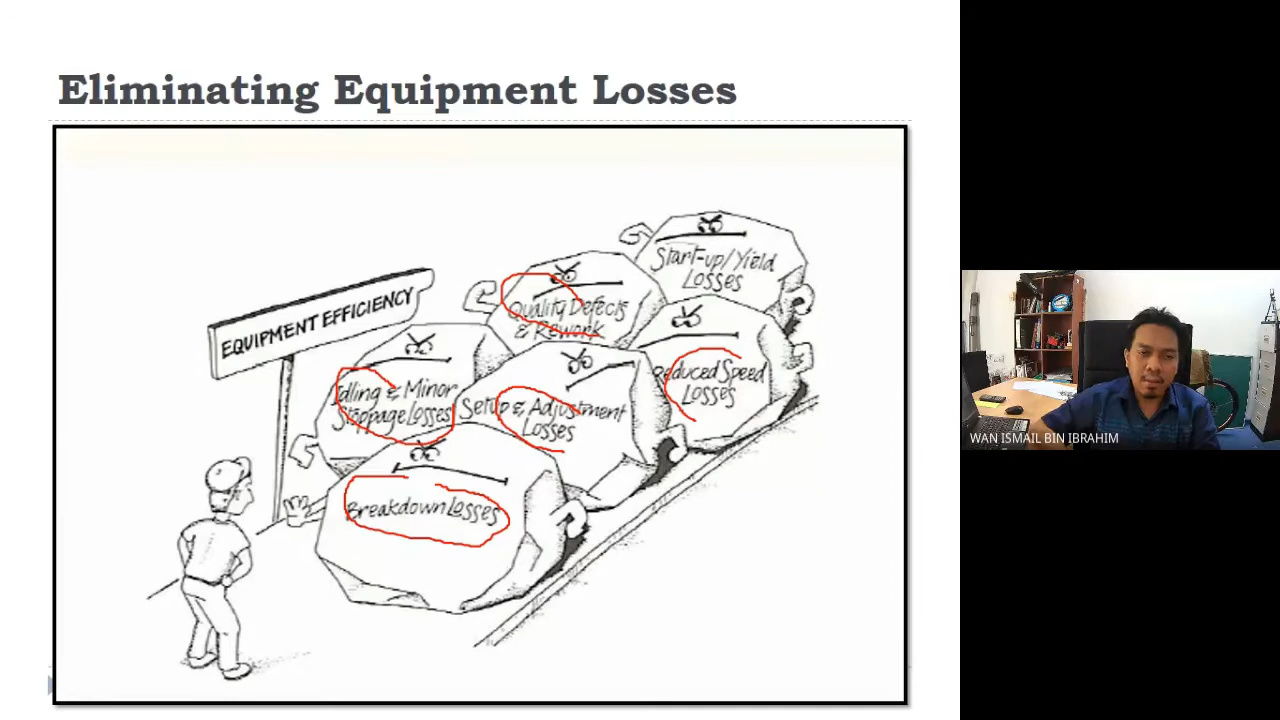 Eliminating Equipment Losses
EQUIPMENT EFFICIENCY
Start-up/Yield
Losses
Quality Defects
& Rework
Reduced Speed
Losses
Idling & Minor
Stoppage Losses
Setup & Adjustment
Losses
Breakdown Losses
WAN ISMAIL BIN IBRAHIM